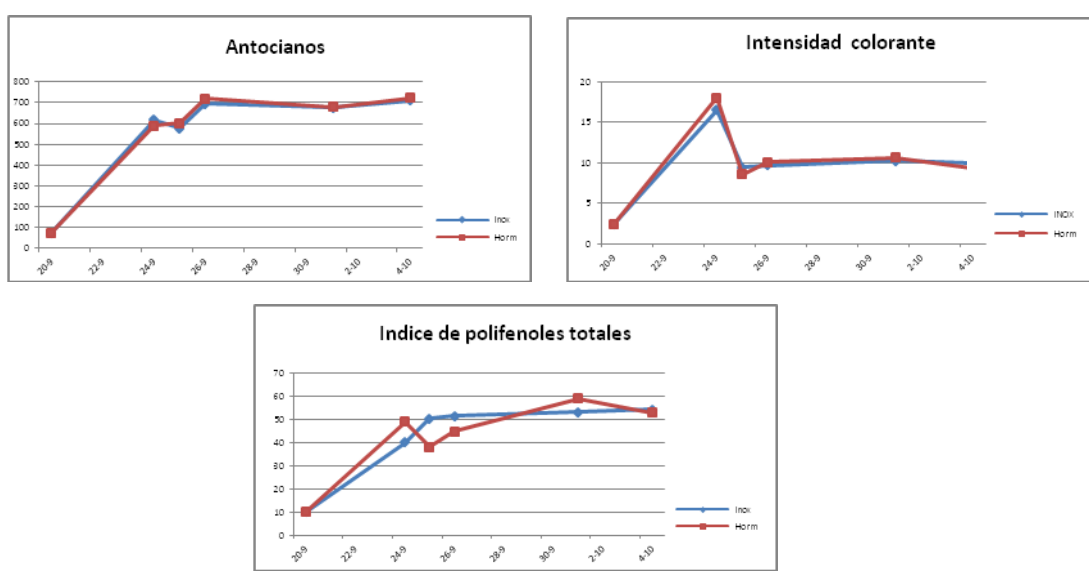 Antocianos
800
700
600
500
400
300
200
100
0
20-9 22-9 24-9 26-9 28-9 30-9 2-10 4-10
Inox
Horm
Intensidad colorante
20
15
10
5
0
20-9 22-9 24-9 26-9 28-9 30-9 2-10 4-10
INOX
Horm
Indice de polifenoles totales
70
60
50
40
30
20
10
0
20-9 22-9 24-9 26-9 28-9 30-9 2-10 4-10
Inox
Horm